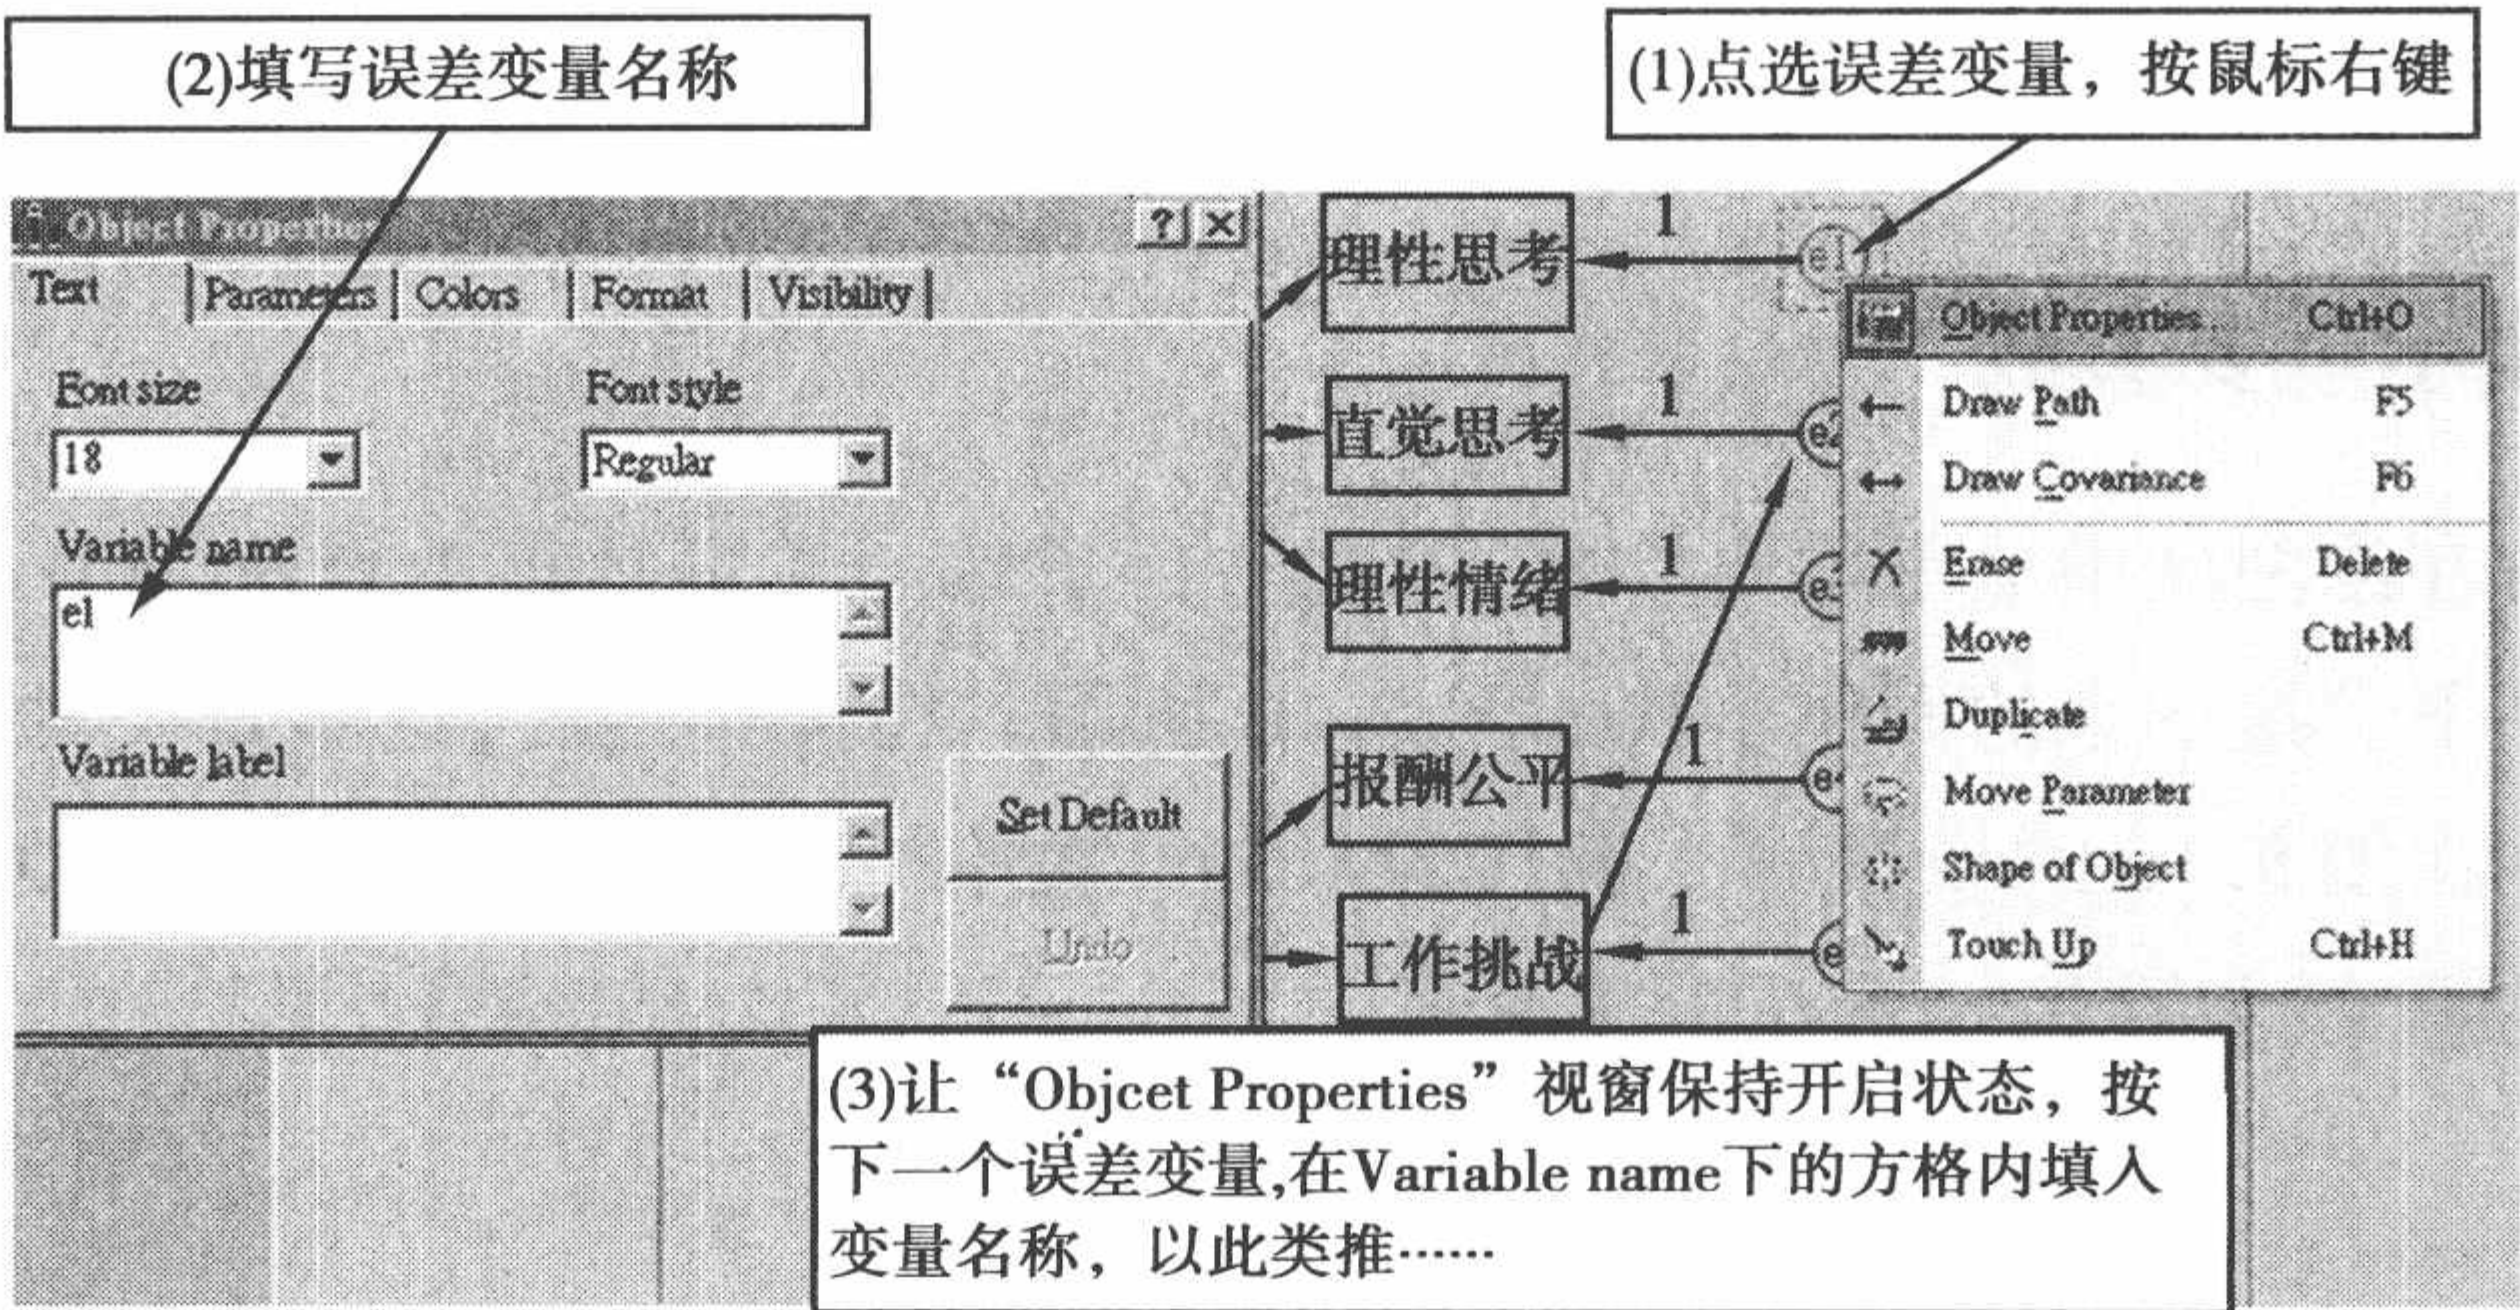 (2)填写误差变量名称
(1)点选误差变量，按鼠标右键
Object Properties
? ×
Text Parameters Colors Format Visibility
Font size Font style
18 Regular
Variable name
e1
Variable label
Set Default
Undo
理性思考 1 e1
直觉思考 1 e2
理性情绪 1 e3
报酬公平 1
工作挑战 1
Object Properties... Ctrl+O
Draw Path F5
Draw Covariance F6
Erase Delete
Move Ctrl+M
Duplicate
Move Parameter
Shape of Object
Touch Up Ctrl+H
(3)让“Objcet Properties”视窗保持开启状态，按
下一个误差变量,在Variable name下的方格内填入
变量名称，以此类推……